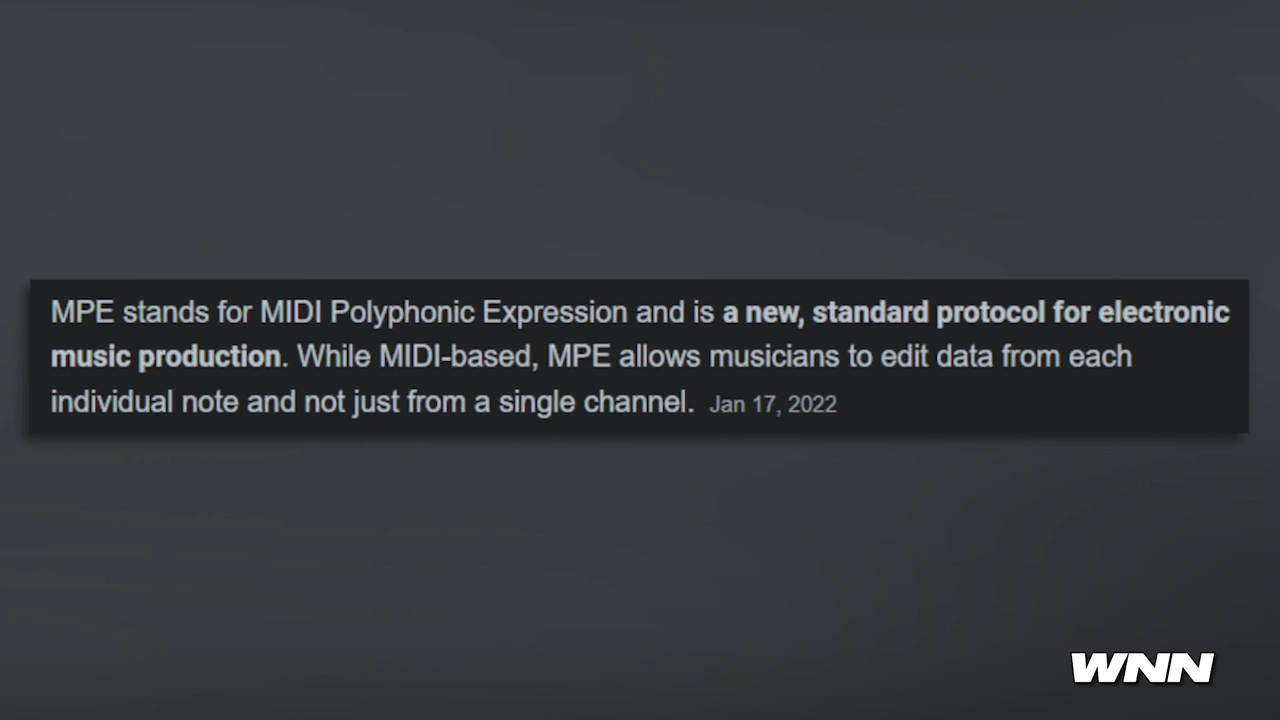 MPE stands for MIDI Polyphonic Expression and is a new, standard protocol for electronic
music production. While MIDI-based, MPE allows musicians to edit data from each
individual note and not just from a single channel. Jan 17, 2022
WNN